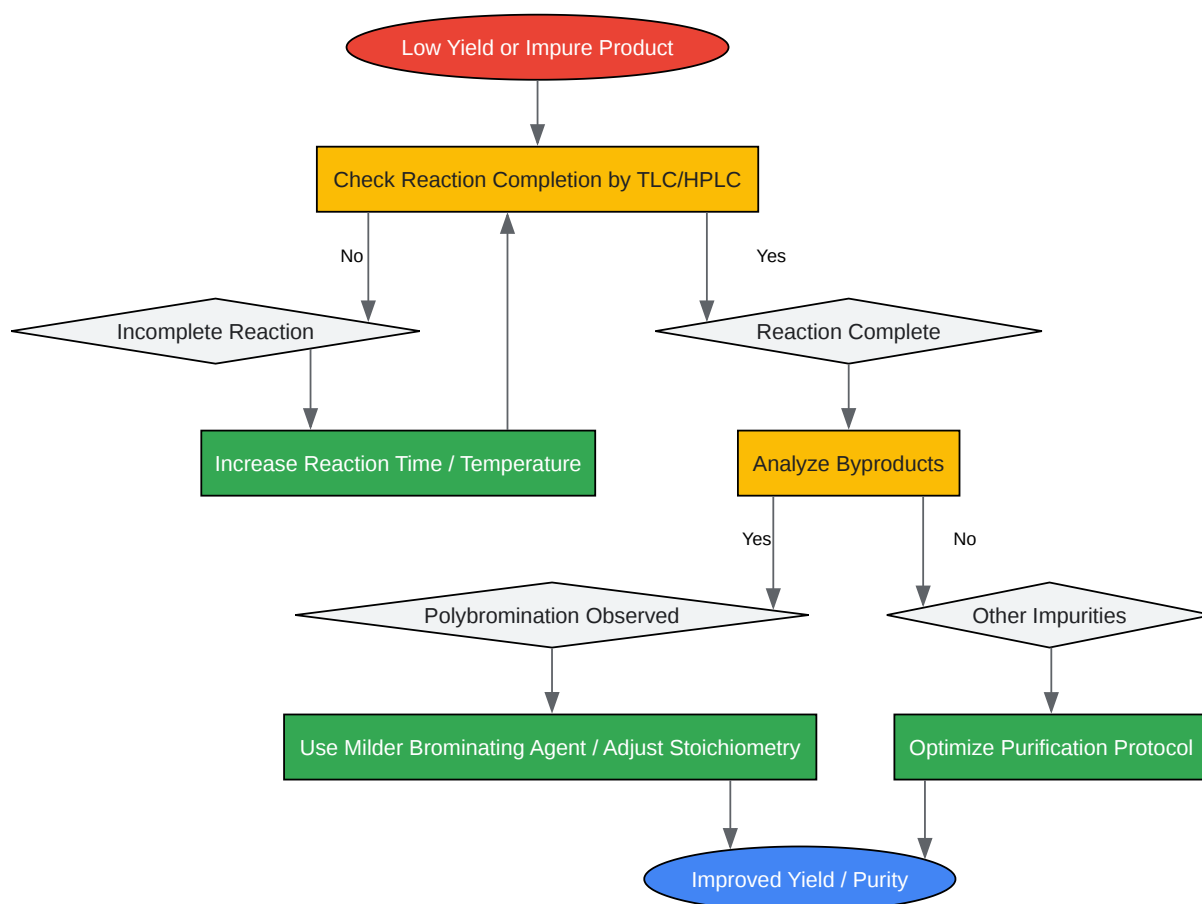 Low Yield or Impure Product
Check Reaction Completion by TLC/HPLC
No
Yes
Incomplete Reaction
Reaction Complete
Increase Reaction Time / Temperature
Analyze Byproducts
Yes
No
Polybromination Observed
Other Impurities
Use Milder Brominating Agent / Adjust Stoichiometry
Optimize Purification Protocol
Improved Yield / Purity